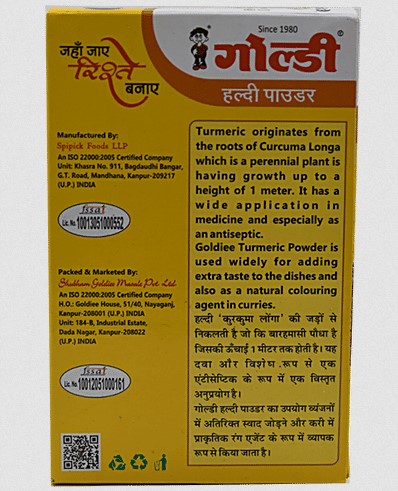 Since 1980
जहाँ जाए
रिश्ते
बनाए
गोल्डी
®
हल्दी पाउडर
Manufactured By:
Spipick Foods LLP
An ISO 22000:2005 Certified Company
Unit: Khasra No. 911, Bagdaudhi Bangar,
G.T. Road, Mandhana, Kanpur-209217
(U.P.) INDIA
fssai
Lic. No. 10013051000552
Packed & Marketed By:
Shubham Goldiee Masale Pvt. Ltd.
An ISO 22000:2005 Certified Company
H.O.: Goldiee House, 51/40, Nayaganj,
Kanpur-208001 (U.P.) INDIA
Unit: 184-B, Industrial Estate,
Dada Nagar, Kanpur-208022
(U.P.) INDIA
fssai
Lic. No. 10012051000161
Turmeric originates from
the roots of Curcuma Longa
which is a perennial plant is
having growth up to a
height of 1 meter. It has a
wide application in
medicine and especially as
an antiseptic.
Goldiee Turmeric Powder is
used widely for adding
extra taste to the dishes and
also as a natural colouring
agent in curries.
हल्दी 'कुरकुमा लोंगा' की जड़ों से
निकलती है जो कि बारहमासी पौधा है
जिसकी ऊँचाई 1 मीटर तक होती है। यह
दवा और विशेष रूप से एक
एंटीसेप्टिक के रूप में एक विस्तृत
अनुप्रयोग है।
गोल्डी हल्दी पाउडर का उपयोग व्यंजनों
में अतिरिक्त स्वाद जोड़ने और करी में
प्राकृतिक रंग एजेंट के रूप में व्यापक
रूप से किया जाता है।